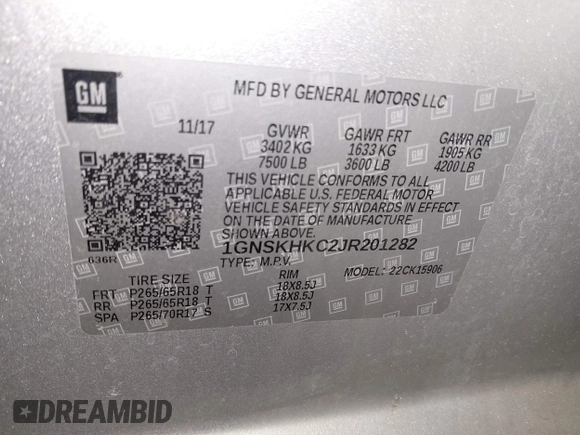 GM
MFD BY GENERAL MOTORS LLC
11/17 GVWR GAWR FRT GAWR RR
3402 KG 1633 KG 1905 KG
7500 LB 3600 LB 4200 LB
THIS VEHICLE CONFORMS TO ALL
APPLICABLE U.S. FEDERAL MOTOR
VEHICLE SAFETY STANDARDS IN EFFECT
ON THE DATE OF MANUFACTURE
SHOWN ABOVE.
636R
1GNSKHKC2JR201282
TYPE: M.P.V. MODEL: 22CK15906
TIRE SIZE RIM
FRT P265/65R18 T 18X8.5J
RR P265/65R18 T 18X8.5J
SPA P265/70R17 S 17X7.5J
DREAMBID